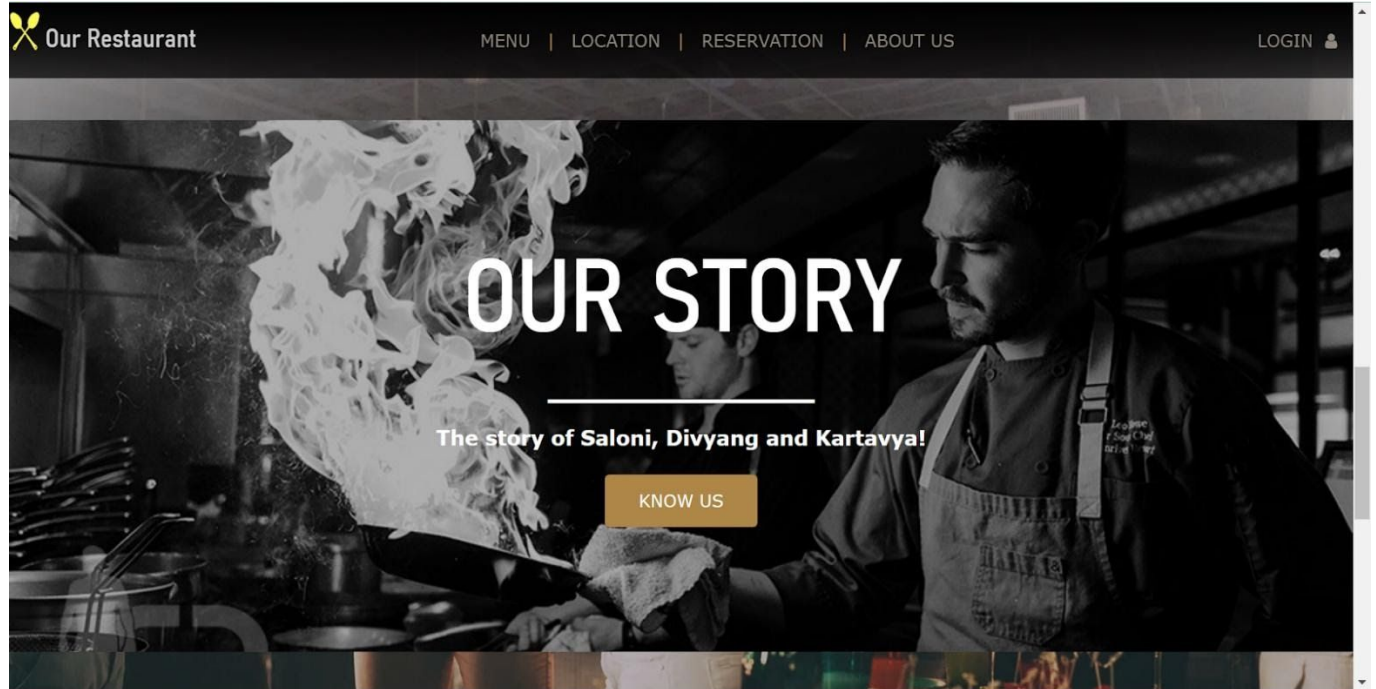 Our Restaurant
MENU | LOCATION | RESERVATION | ABOUT US
LOGIN
OUR STORY
The story of Saloni, Divyang and Kartavya!
KNOW US